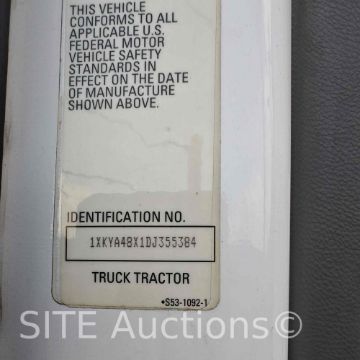 THIS VEHICLE
CONFORMS TO ALL
APPLICABLE U.S.
FEDERAL MOTOR
VEHICLE SAFETY
STANDARDS IN
EFFECT ON THE DATE
OF MANUFACTURE
SHOWN ABOVE.
IDENTIFICATION NO.
1XKYA48X1DJ355384
TRUCK TRACTOR
•S53-1092-1
SITE Auctions©